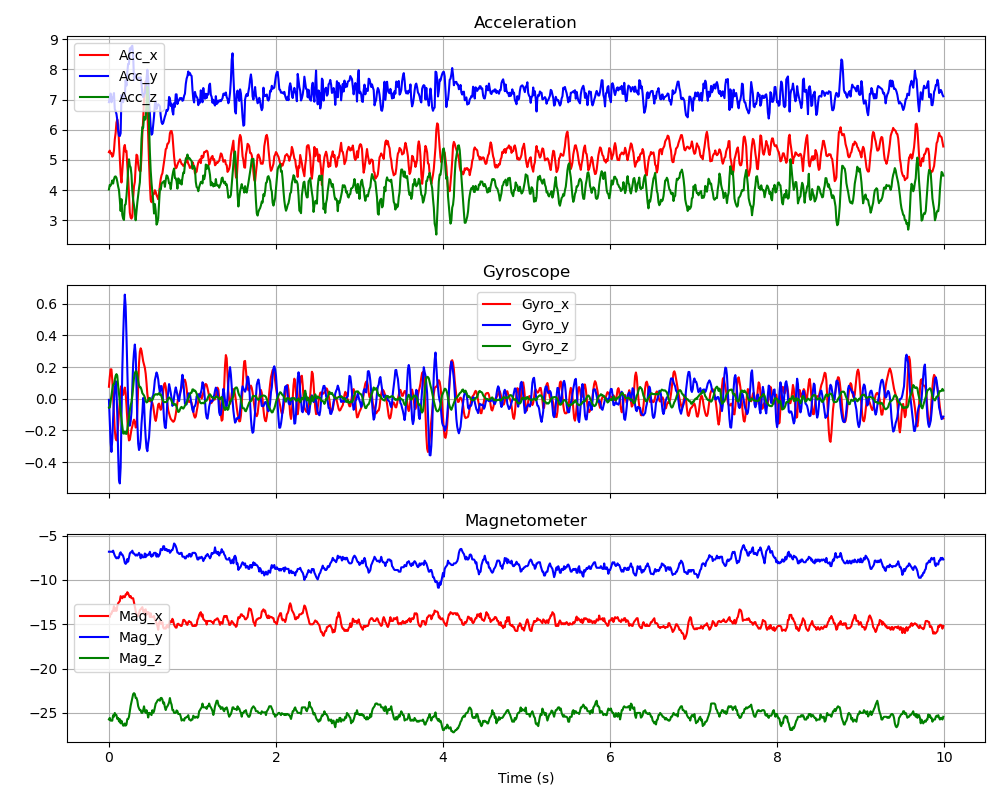 Acceleration
9
8
7
6
5
4
3
Acc_x
Acc_y
Acc_z
Gyroscope
0.6
0.4
0.2
0.0
−0.2
−0.4
Gyro_x
Gyro_y
Gyro_z
Magnetometer
−5
−10
−15
−20
−25
Mag_x
Mag_y
Mag_z
0 2 4 6 8 10
Time (s)